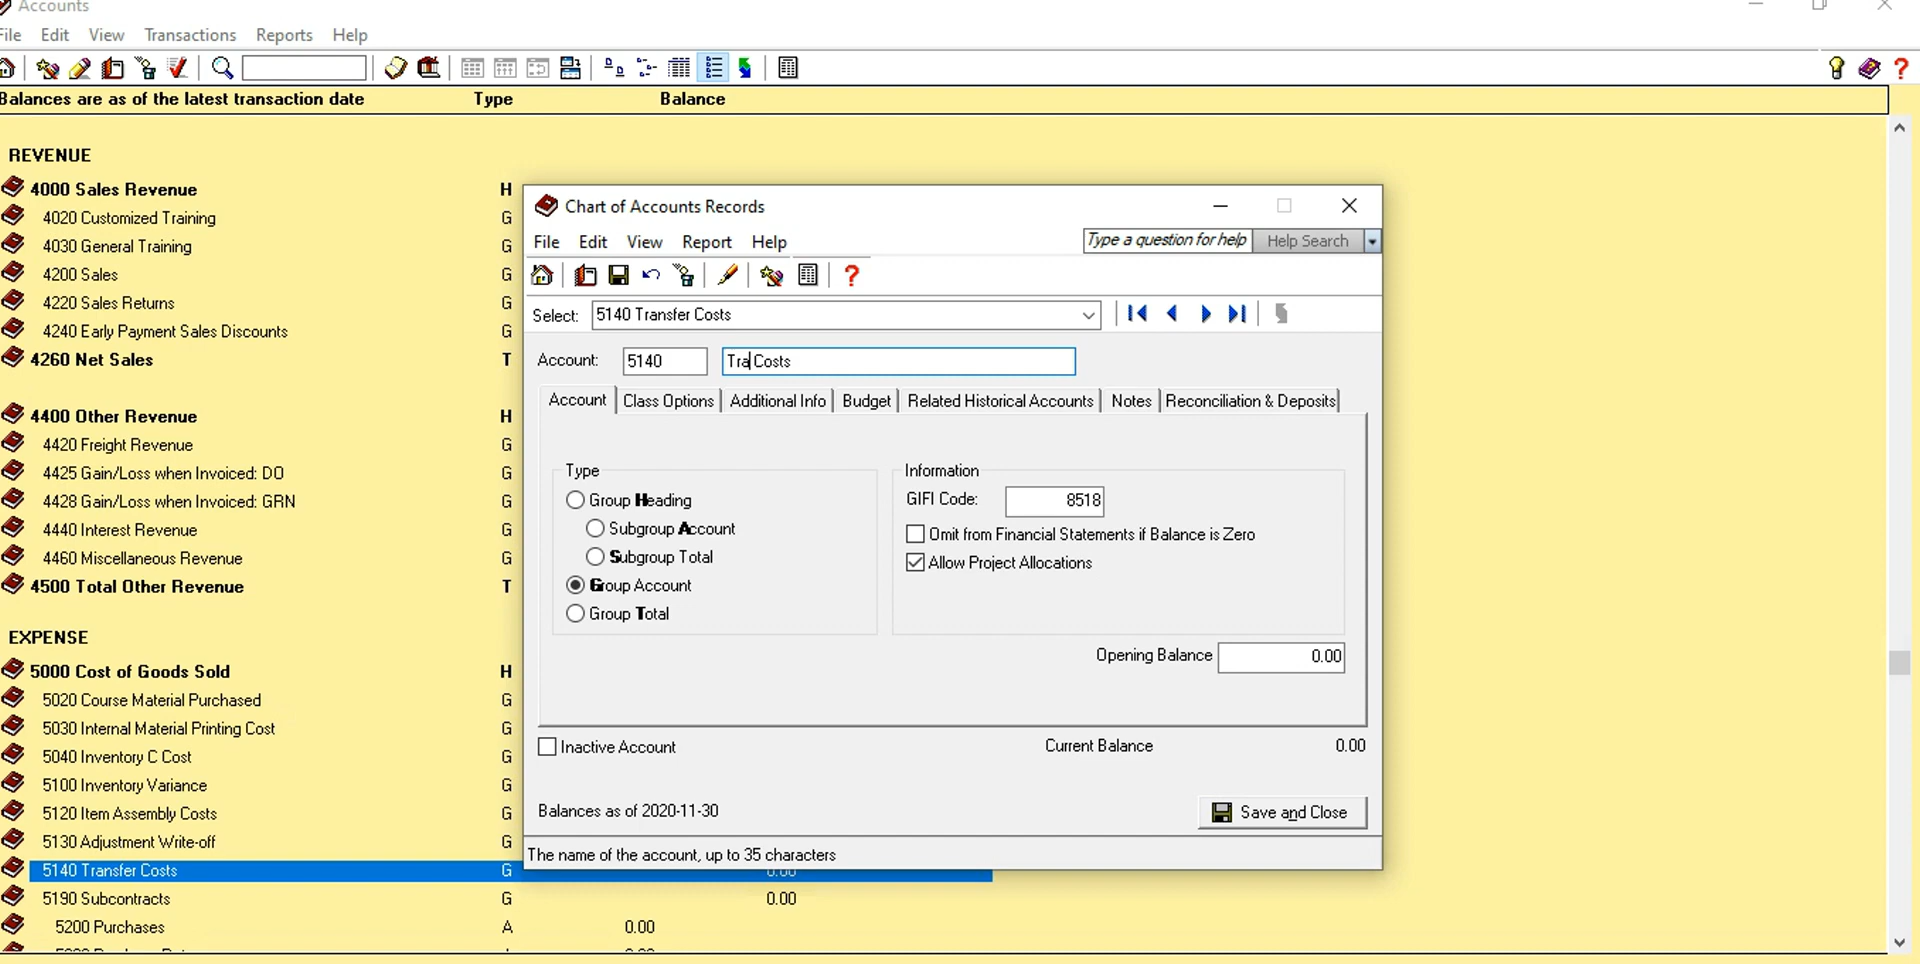 Accounts
File Edit View Transactions Reports Help
Balances are as of the latest transaction date Type Balance
REVENUE
4000 Sales Revenue H
4020 Customized Training G
4030 General Training G
4200 Sales G
4220 Sales Returns G
4240 Early Payment Sales Discounts G
4260 Net Sales T
4400 Other Revenue H
4420 Freight Revenue G
4425 Gain/Loss when Invoiced: DO G
4428 Gain/Loss when Invoiced: GRN G
4440 Interest Revenue G
4460 Miscellaneous Revenue G
4500 Total Other Revenue T
EXPENSE
5000 Cost of Goods Sold H
5020 Course Material Purchased G
5030 Internal Material Printing Cost G
5040 Inventory C Cost G
5100 Inventory Variance G
5120 Item Assembly Costs G
5130 Adjustment Write-off G
5140 Transfer Costs G 0.00
5190 Subcontracts G 0.00
5200 Purchases A 0.00
Chart of Accounts Records
File Edit View Report Help
Type a question for help Help Search
Select: 5140 Transfer Costs
Account: 5140 Tra Costs
Account Class Options Additional Info Budget Related Historical Accounts Notes Reconciliation & Deposits
Type
Group Heading
Subgroup Account
Subgroup Total
Group Account
Group Total
Information
GIFI Code: 8518
Omit from Financial Statements if Balance is Zero
Allow Project Allocations
Opening Balance 0.00
Inactive Account Current Balance 0.00
Balances as of 2020-11-30
Save and Close
The name of the account, up to 35 characters